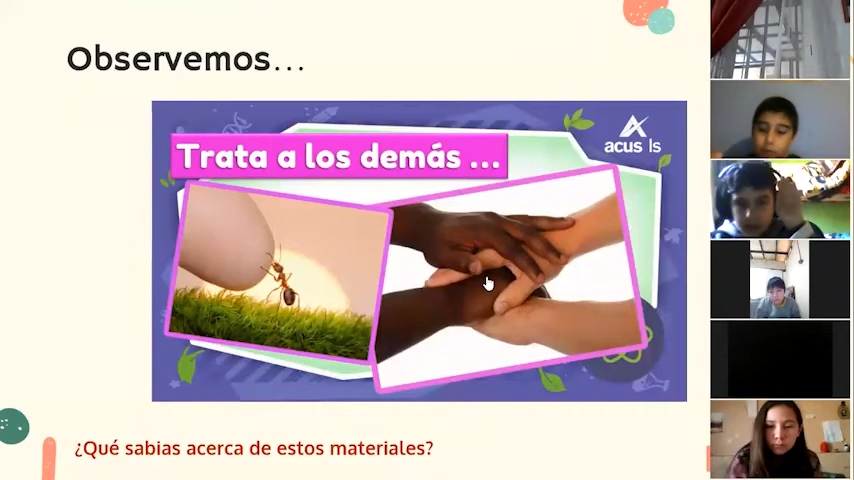 Observemos...
Trata a los demás ...
acus ls
¿Qué sabias acerca de estos materiales?